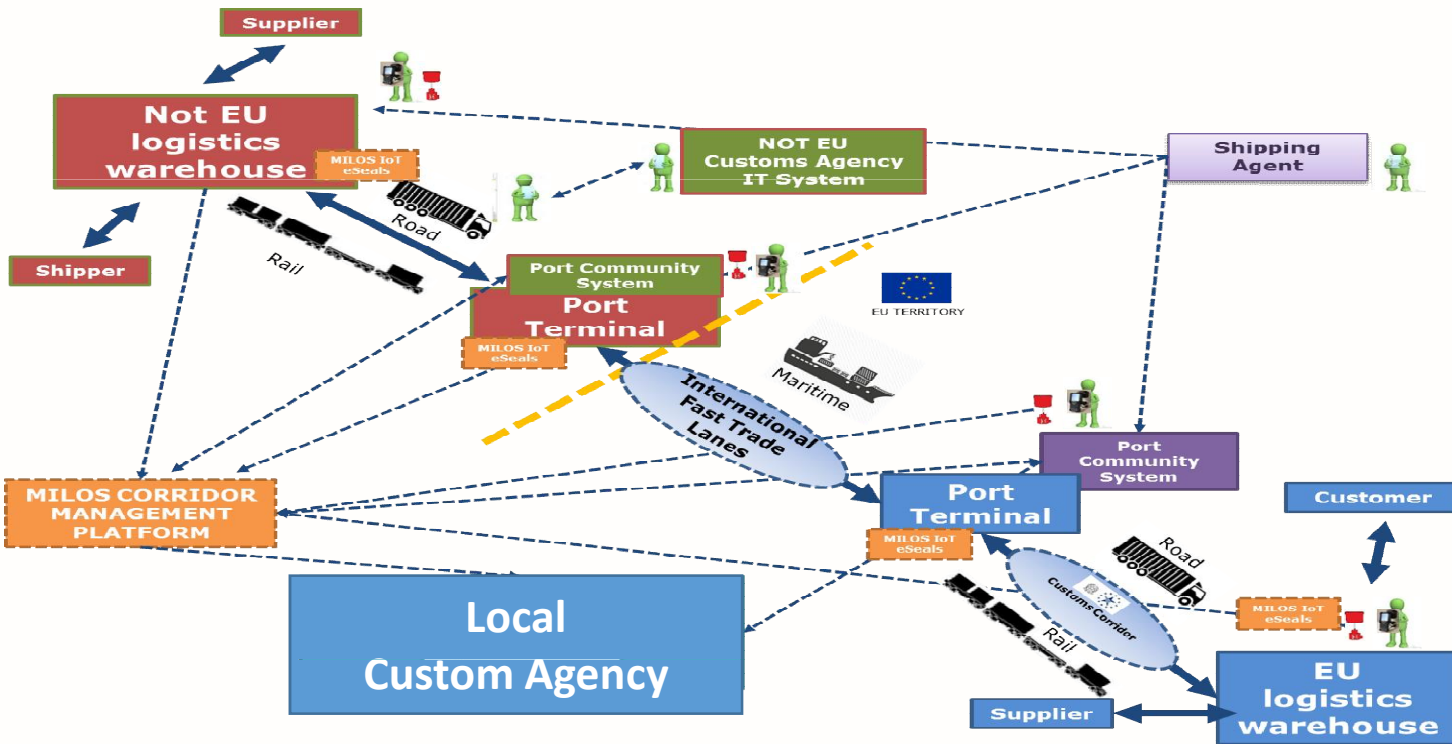 Supplier
Not EU
logistics
warehouse
MILOS IoT
eSeals
NOT EU
Customs Agency
IT System
Shipping
Agent
Road
Rail
Shipper
Port Community
System
Port
Terminal
MILOS IoT
eSeals
EU TERRITORY
Maritime
International
Fast Trade
Lanes
Port
Community
System
MILOS CORRIDOR
MANAGEMENT
PLATFORM
Port
Terminal
Customer
MILOS IoT
eSeals
Road
Customs Corridor
Rail
MILOS IoT
eSeals
Local
Custom Agency
EU
logistics
warehouse
Supplier